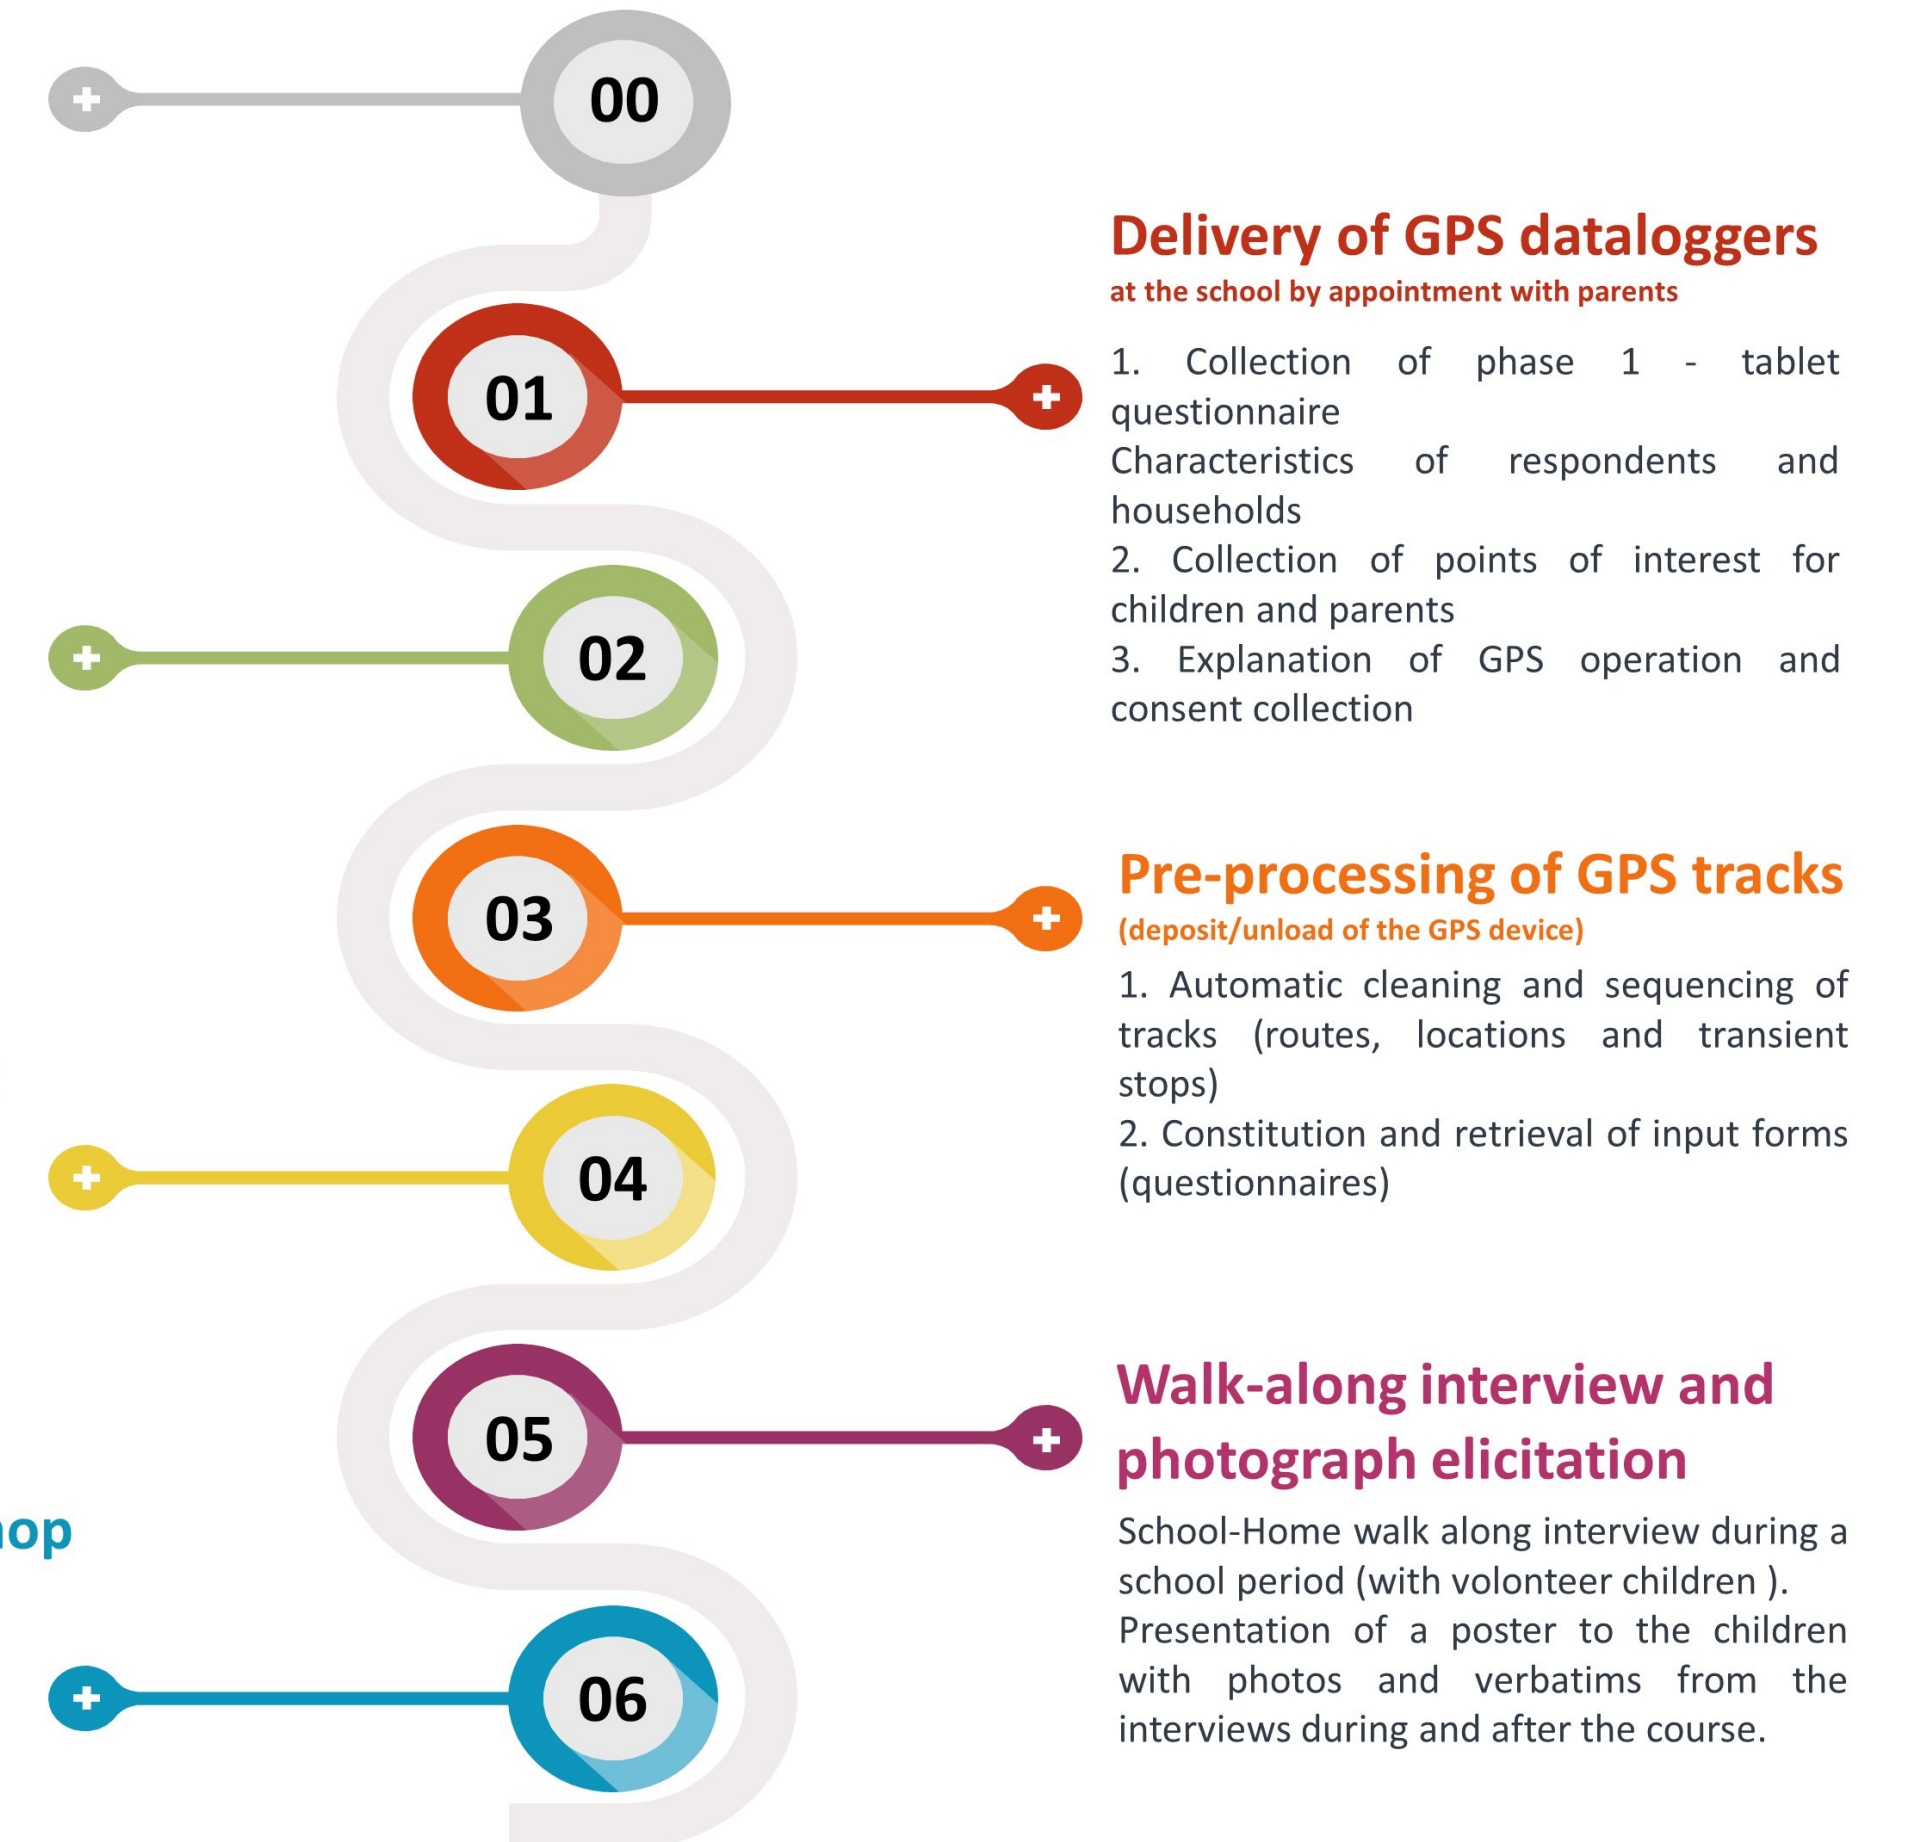 00
Delivery of GPS dataloggers
at the school by appointment with parents
01
1. Collection of phase 1 - tablet
questionnaire
Characteristics of respondents and
households
2. Collection of points of interest for
children and parents
3. Explanation of GPS operation and
consent collection
02
Pre-processing of GPS tracks
(deposit/unload of the GPS device)
03
1. Automatic cleaning and sequencing of
tracks (routes, locations and transient
stops)
2. Constitution and retrieval of input forms
(questionnaires)
04
Walk-along interview and
photograph elicitation
05
School-Home walk along interview during a
school period (with volonteer children ).
Presentation of a poster to the children
with photos and verbatims from the
interviews during and after the course.
06